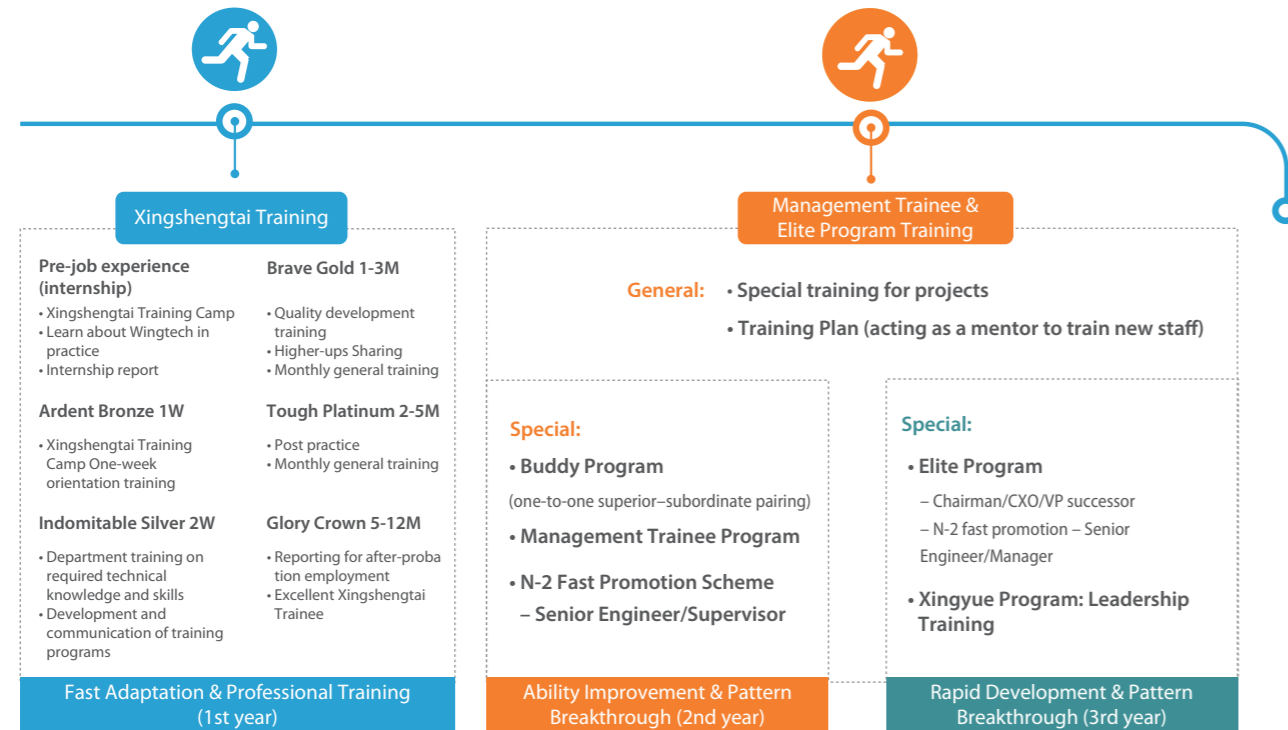 Xingshengtai Training
Pre-job experience
(internship)
• Xingshengtai Training Camp
• Learn about Wingtech in
practice
• Internship report
Ardent Bronze 1W
• Xingshengtai Training
Camp One-week
orientation training
Indomitable Silver 2W
• Department training on
required technical
knowledge and skills
• Development and
communication of training
programs
Brave Gold 1-3M
• Quality development
training
• Higher-ups Sharing
• Monthly general training
Tough Platinum 2-5M
• Post practice
• Monthly general training
Glory Crown 5-12M
• Reporting for after-proba
tion employment
• Excellent Xingshengtai
Trainee
Fast Adaptation & Professional Training
(1st year)
Management Trainee &
Elite Program Training
General:
• Special training for projects
• Training Plan (acting as a mentor to train new staff)
Special:
• Buddy Program
(one-to-one superior–subordinate pairing)
• Management Trainee Program
• N-2 Fast Promotion Scheme
– Senior Engineer/Supervisor
Ability Improvement & Pattern
Breakthrough (2nd year)
Special:
• Elite Program
– Chairman/CXO/VP successor
– N-2 fast promotion – Senior
Engineer/Manager
• Xingyue Program: Leadership
Training
Rapid Development & Pattern
Breakthrough (3rd year)